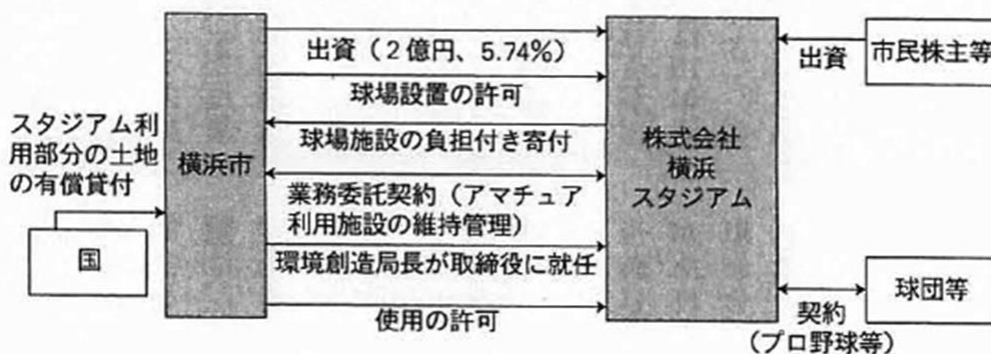 スタジアム利
用部分の土地
の有償貸付
国
横浜市
出資（2億円、5.74%）
球場設置の許可
球場施設の負担付き寄付
業務委託契約（アマチュア
利用施設の維持管理）
環境創造局長が取締役に就任
使用の許可
株式会社
横浜
スタジアム
出資
市民株主等
契約
（プロ野球等）
球団等